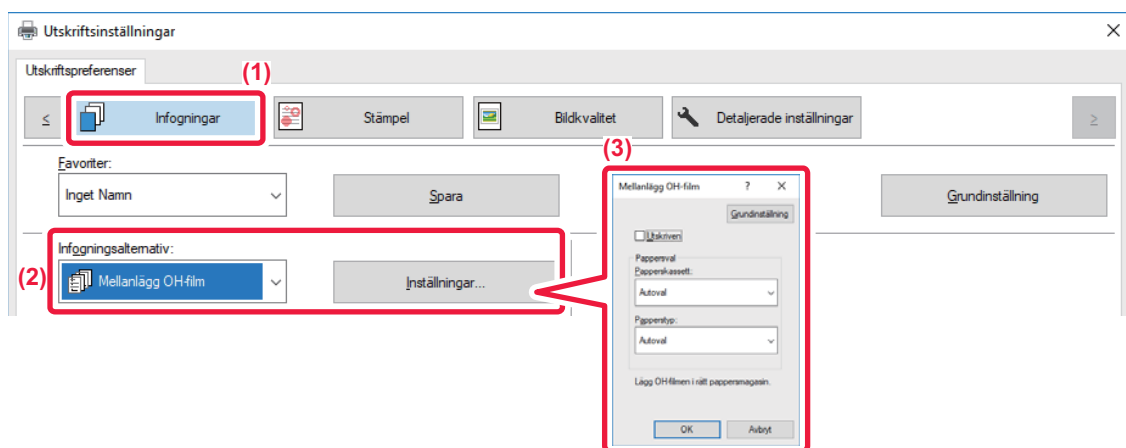 Utskriftsinställningar
Utskriftspreferenser
(1)
<
Infogningar
Stämpel
Bildkvalitet
Detaljerade inställningar
>
(3)
Favoriter:
Inget Namn
Spara
Grundinställning
(2)
Infogningsalternativ:
Mellanlägg OH-film
Inställningar...
Mellanlägg OH-film
?
Grundinställning
Utskriven
Pappersval
Papperskassett:
Autoval
Papperstyp:
Autoval
Lägg OH-filmen i rätt pappersmagasin.
OK
Avbryt